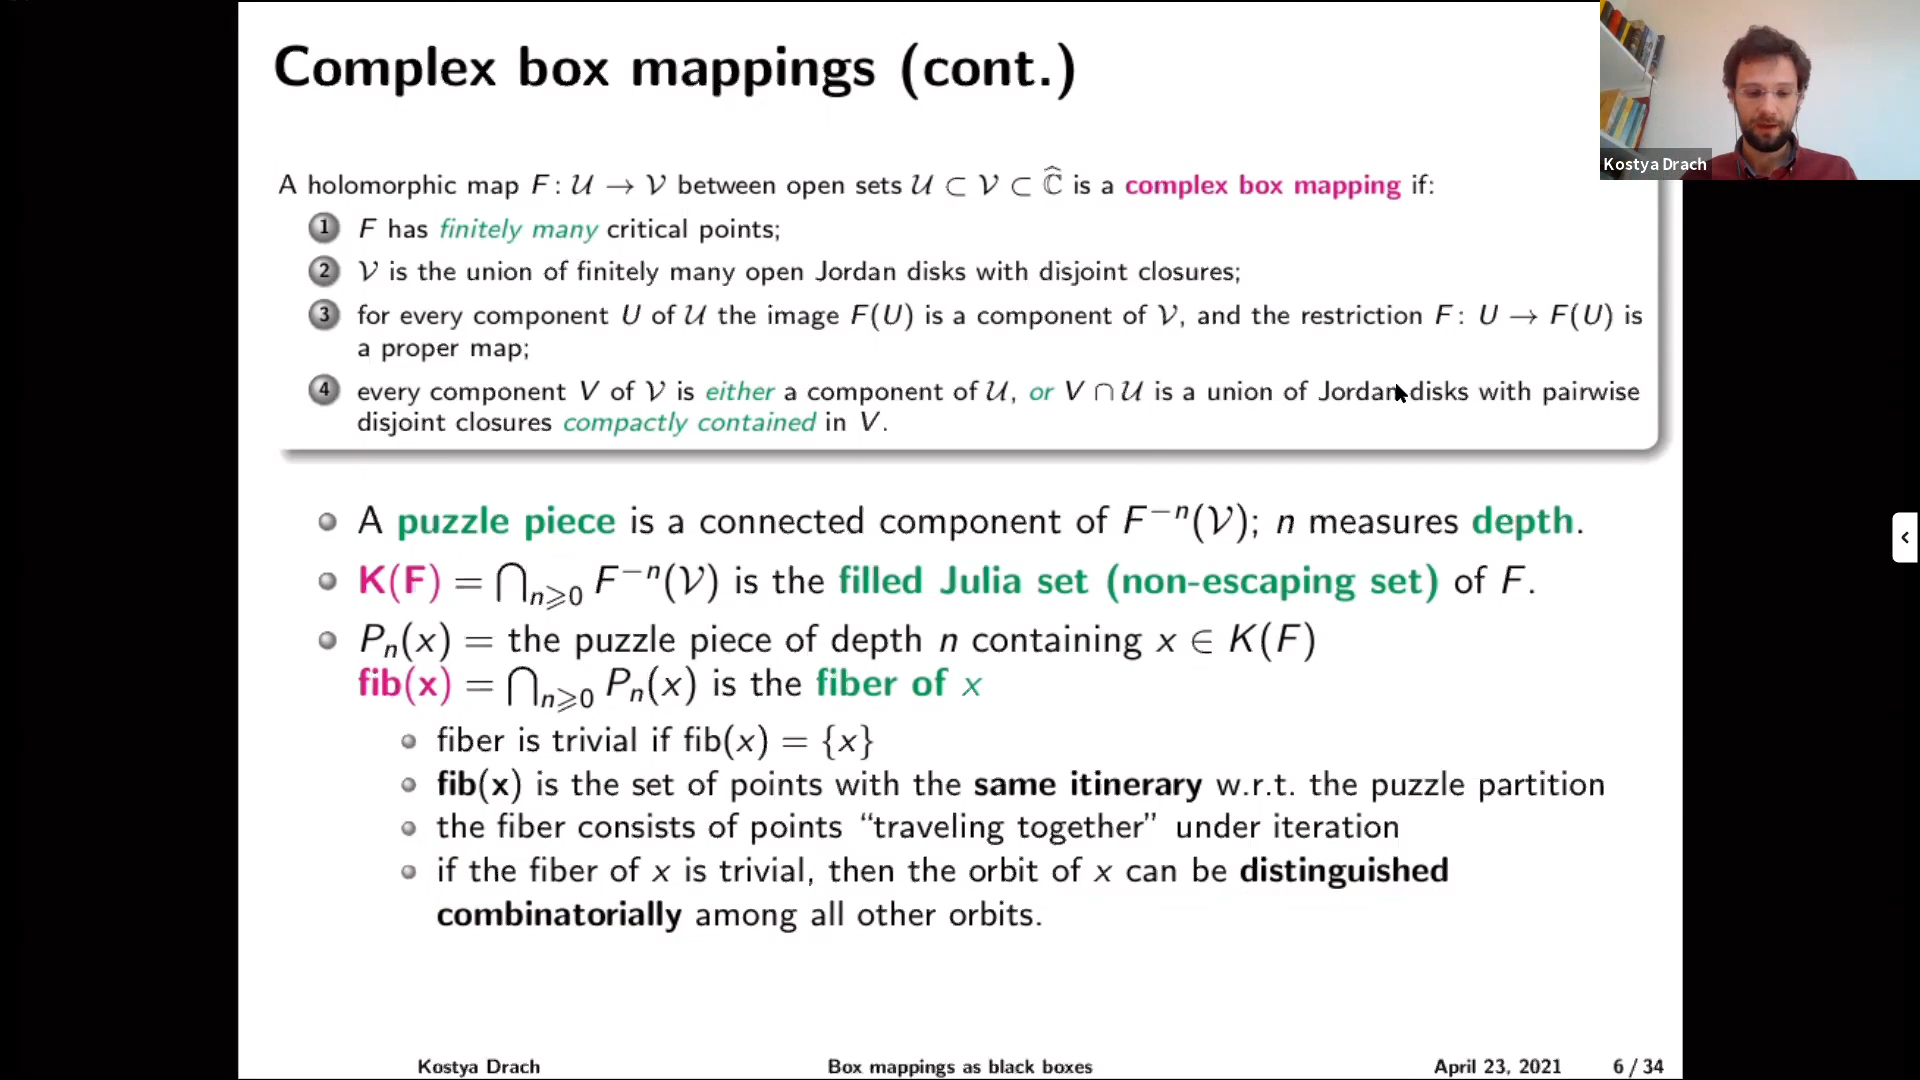 Complex box mappings (cont.)
Kostya Drach
A holomorphic map F: 𝒰 → 𝒱 between open sets 𝒰 ⊂ 𝒱 ⊂ Ĉ is a complex box mapping if:
1 F has finitely many critical points;
2 𝒱 is the union of finitely many open Jordan disks with disjoint closures;
3 for every component U of 𝒰 the image F(U) is a component of 𝒱, and the restriction F: U → F(U) is
a proper map;
4 every component V of 𝒱 is either a component of 𝒰, or V ∩ 𝒰 is a union of Jordan disks with pairwise
disjoint closures compactly contained in V.
A puzzle piece is a connected component of F⁻ⁿ(𝒱); n measures depth.
K(F) = ⋂ₙ⩾₀ F⁻ⁿ(𝒱) is the filled Julia set (non-escaping set) of F.
Pₙ(x) = the puzzle piece of depth n containing x ∈ K(F)
fib(x) = ⋂ₙ⩾₀ Pₙ(x) is the fiber of x
fiber is trivial if fib(x) = {x}
fib(x) is the set of points with the same itinerary w.r.t. the puzzle partition
the fiber consists of points “traveling together” under iteration
if the fiber of x is trivial, then the orbit of x can be distinguished
combinatorially among all other orbits.
Kostya Drach Box mappings as black boxes April 23, 2021 6 / 34